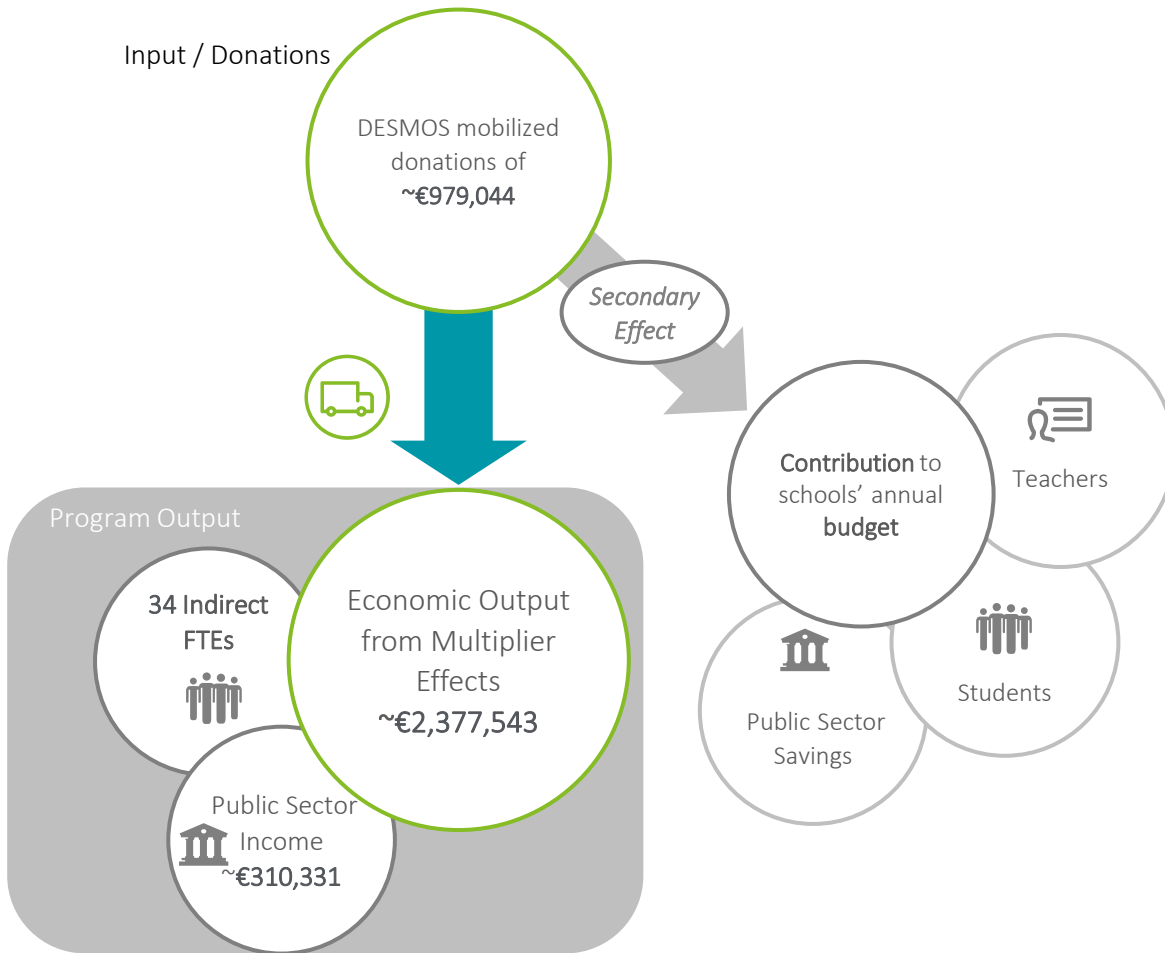 Input / Donations
DESMOS mobilized
donations of
~€979,044
Secondary
Effect
Contribution to
schools’ annual
budget
Teachers
Students
Public Sector
Savings
Program Output
34 Indirect
FTEs
Economic Output
from Multiplier
Effects
~€2,377,543
Public Sector
Income
~€310,331